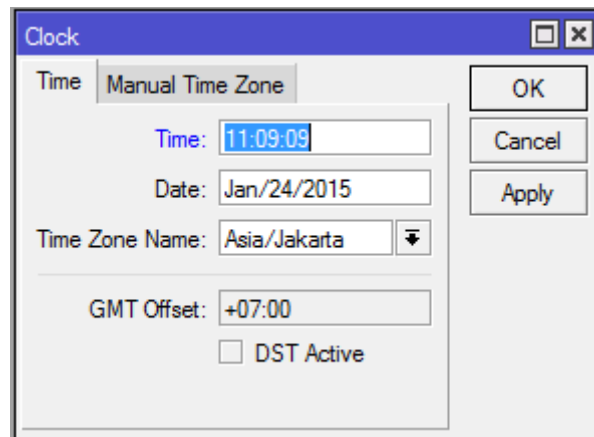 Clock
Time Manual Time Zone
OK
Time: 11:09:09
Cancel
Date: Jan/24/2015
Apply
Time Zone Name: Asia/Jakarta
GMT Offset: +07:00
DST Active